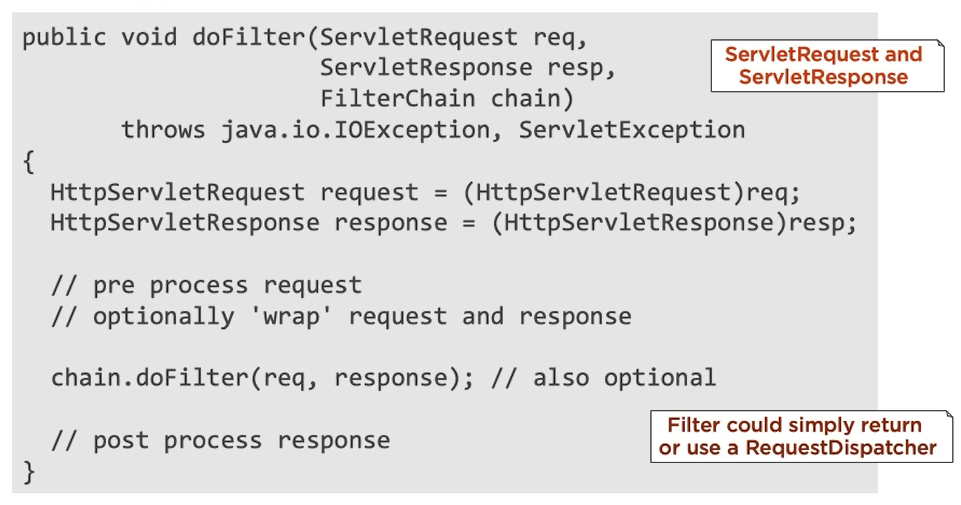 public void doFilter(ServletRequest req,
ServletResponse resp,
FilterChain chain)
throws java.io.IOException, ServletException
{
HttpServletRequest request = (HttpServletRequest)req;
HttpServletResponse response = (HttpServletResponse)resp;
// pre process request
// optionally 'wrap' request and response
chain.doFilter(req, response); // also optional
// post process response
}
ServletRequest and
ServletResponse
Filter could simply return
or use a RequestDispatcher